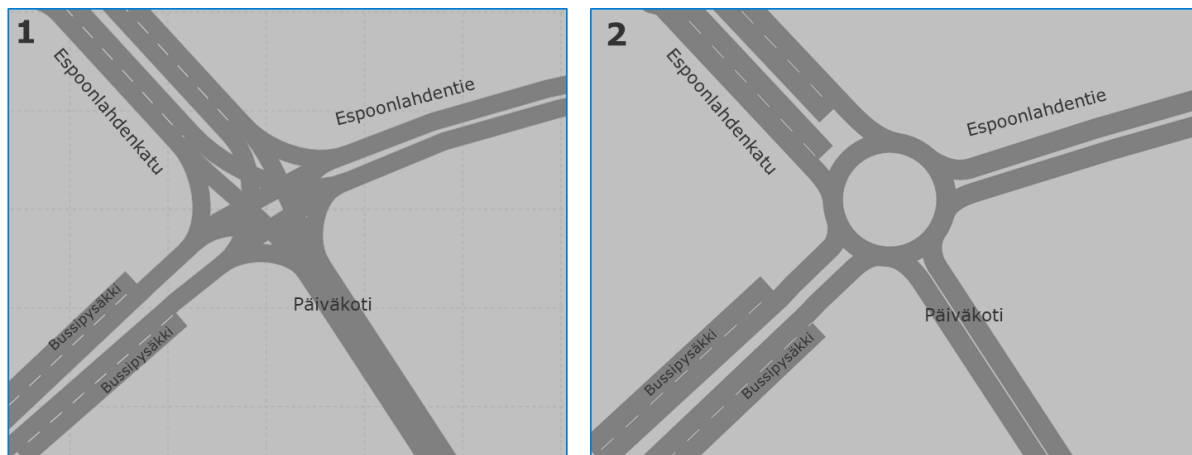 1
Espoonlahdenkatu
Espoonlahdentie
Bussipysäkki
Bussipysäkki
Päiväkoti
2
Espoonlahdenkatu
Espoonlahdentie
Bussipysäkki
Bussipysäkki
Päiväkoti